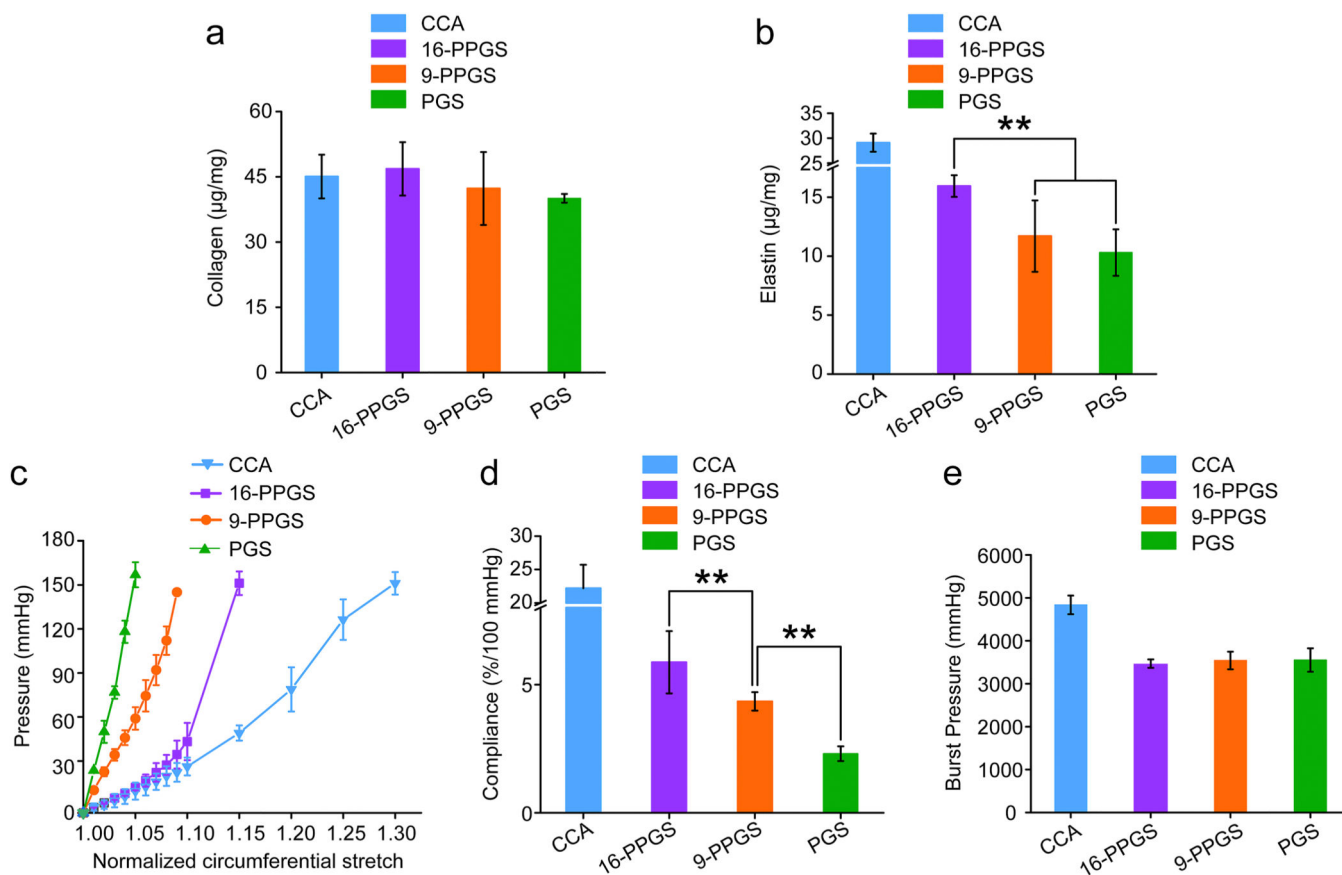 a
CCA
16-PPGS
9-PPGS
PGS
60
45
30
15
0
Collagen (µg/mg)
CCA
16-PPGS
9-PPGS
PGS
b
CCA
16-PPGS
9-PPGS
PGS
35
30
25
15
10
5
0
Elastin (µg/mg)
**
CCA
16-PPGS
9-PPGS
PGS
c
CCA
16-PPGS
9-PPGS
PGS
180
150
120
90
60
30
0
Pressure (mmHg)
1.00 1.05 1.10 1.15 1.20 1.25 1.30
Normalized circumferential stretch
d
CCA
16-PPGS
9-PPGS
PGS
30
25
20
5
0
Compliance (%/100 mmHg)
**
**
CCA
16-PPGS
9-PPGS
PGS
e
CCA
16-PPGS
9-PPGS
PGS
6000
5000
4000
3000
2000
1000
0
Burst Pressure (mmHg)
CCA
16-PPGS
9-PPGS
PGS